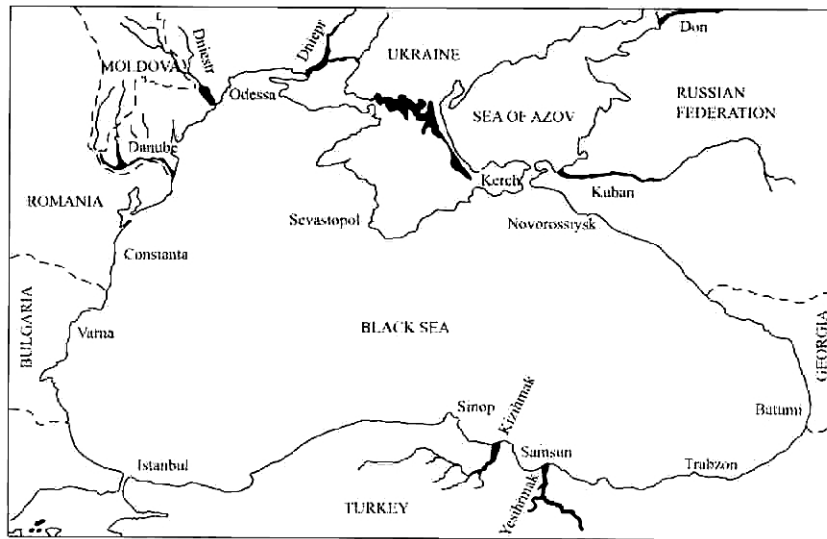 Dniestr
Dniepr
UKRAINE
Don
MOLDOVA
Odessa
SEA OF AZOV
RUSSIAN
FEDERATION
Danube
Kerch
Kuban
ROMANIA
Sevastopol
Novorossiysk
Constanta
BULGARIA
Varna
BLACK SEA
GEORGIA
Sinop
Kizilirmak
Batumi
Samsun
Istanbul
Trabzon
TURKEY
Yesilirmak